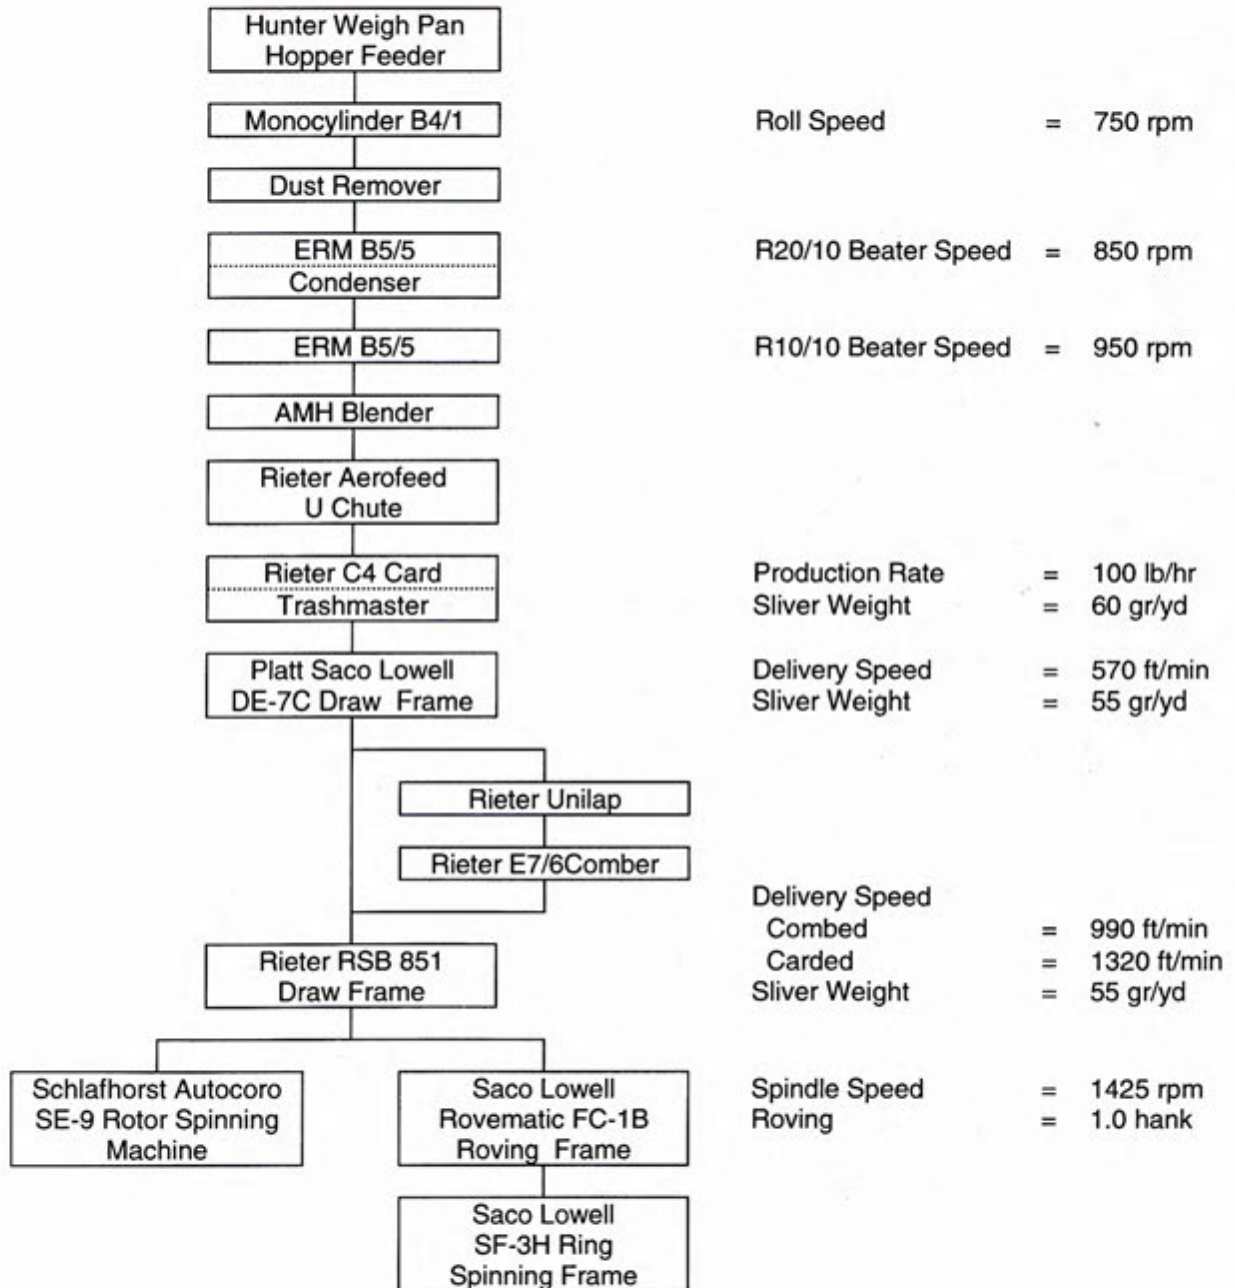 Hunter Weigh Pan
Hopper Feeder
Monocylinder B4/1
Roll Speed = 750 rpm
Dust Remover
ERM B5/5
Condenser
R20/10 Beater Speed = 850 rpm
ERM B5/5
R10/10 Beater Speed = 950 rpm
AMH Blender
Rieter Aerofeed
U Chute
Rieter C4 Card
Trashmaster
Production Rate = 100 lb/hr
Sliver Weight = 60 gr/yd
Platt Saco Lowell
DE-7C Draw Frame
Delivery Speed = 570 ft/min
Sliver Weight = 55 gr/yd
Rieter Unilap
Rieter E7/6Comber
Rieter RSB 851
Draw Frame
Delivery Speed
Combed = 990 ft/min
Carded = 1320 ft/min
Sliver Weight = 55 gr/yd
Schlafhorst Autocoro
SE-9 Rotor Spinning
Machine
Saco Lowell
Rovematic FC-1B
Roving Frame
Spindle Speed = 1425 rpm
Roving = 1.0 hank
Saco Lowell
SF-3H Ring
Spinning Frame